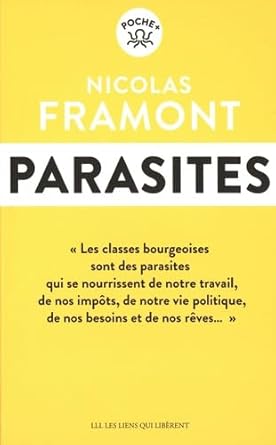 POCHE+
NICOLAS
FRAMONT
PARASITES
« Les classes bourgeoises
sont des parasites
qui se nourrissent de notre travail,
de nos impôts, de notre vie politique,
de nos besoins et de nos rêves... »
LLL LES LIENS QUI LIBÈRENT